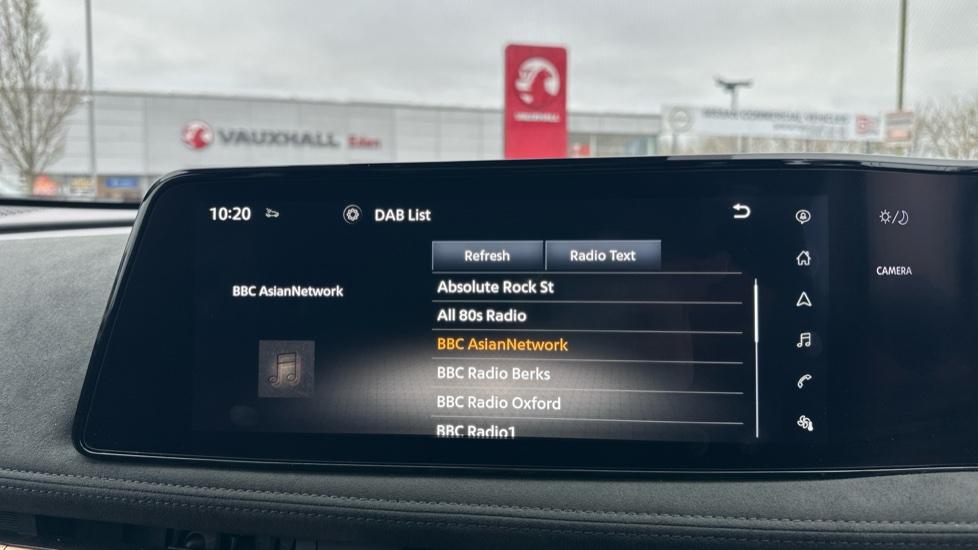 VAUXHALL
VAUXHALL Eden
NISSAN COMMERCIAL VEHICLES
10:20
DAB List
Refresh
Radio Text
BBC AsianNetwork
Absolute Rock St
All 80s Radio
BBC AsianNetwork
BBC Radio Berks
BBC Radio Oxford
BBC Radio1
CAMERA